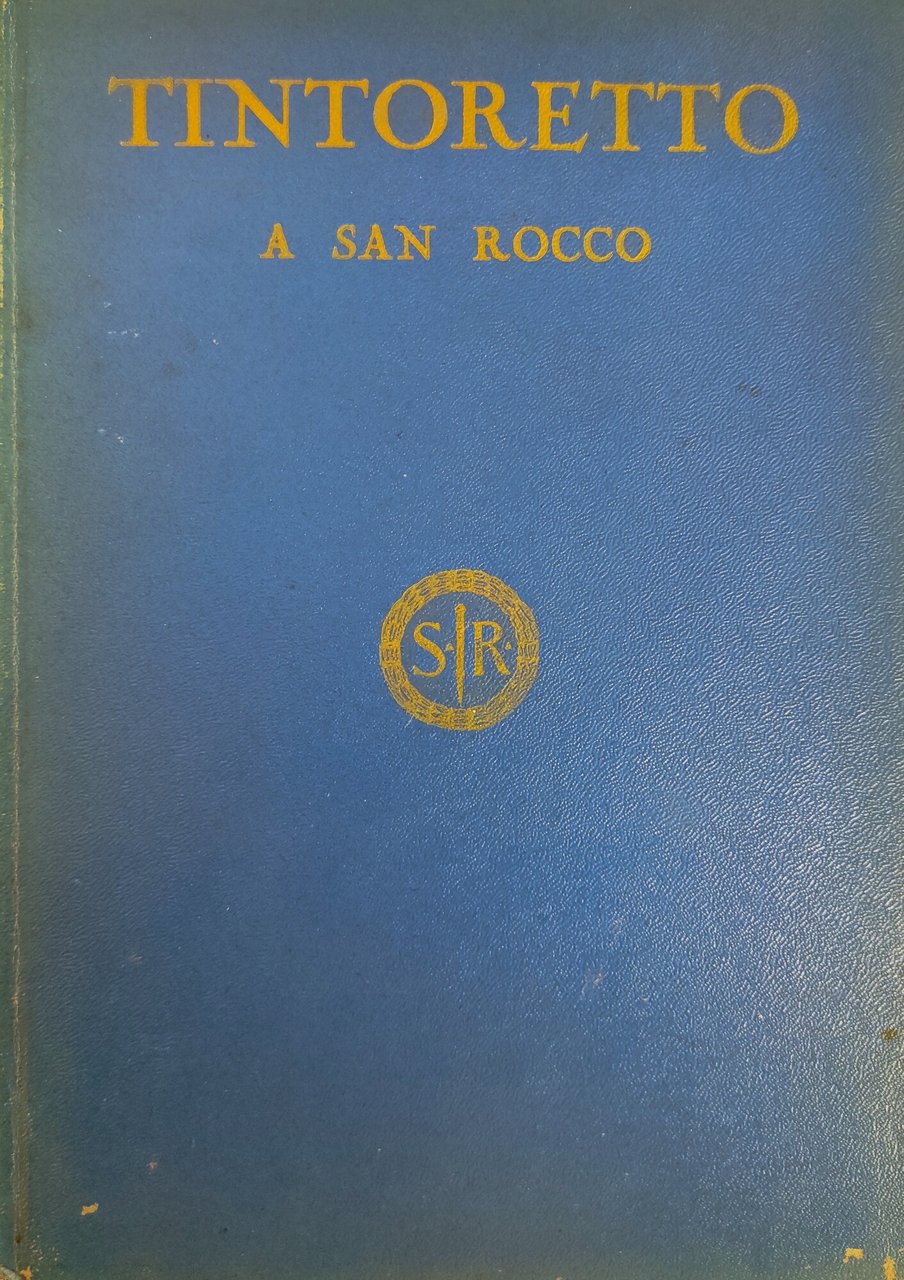 TINTORETTO
A SAN ROCCO
S. R.